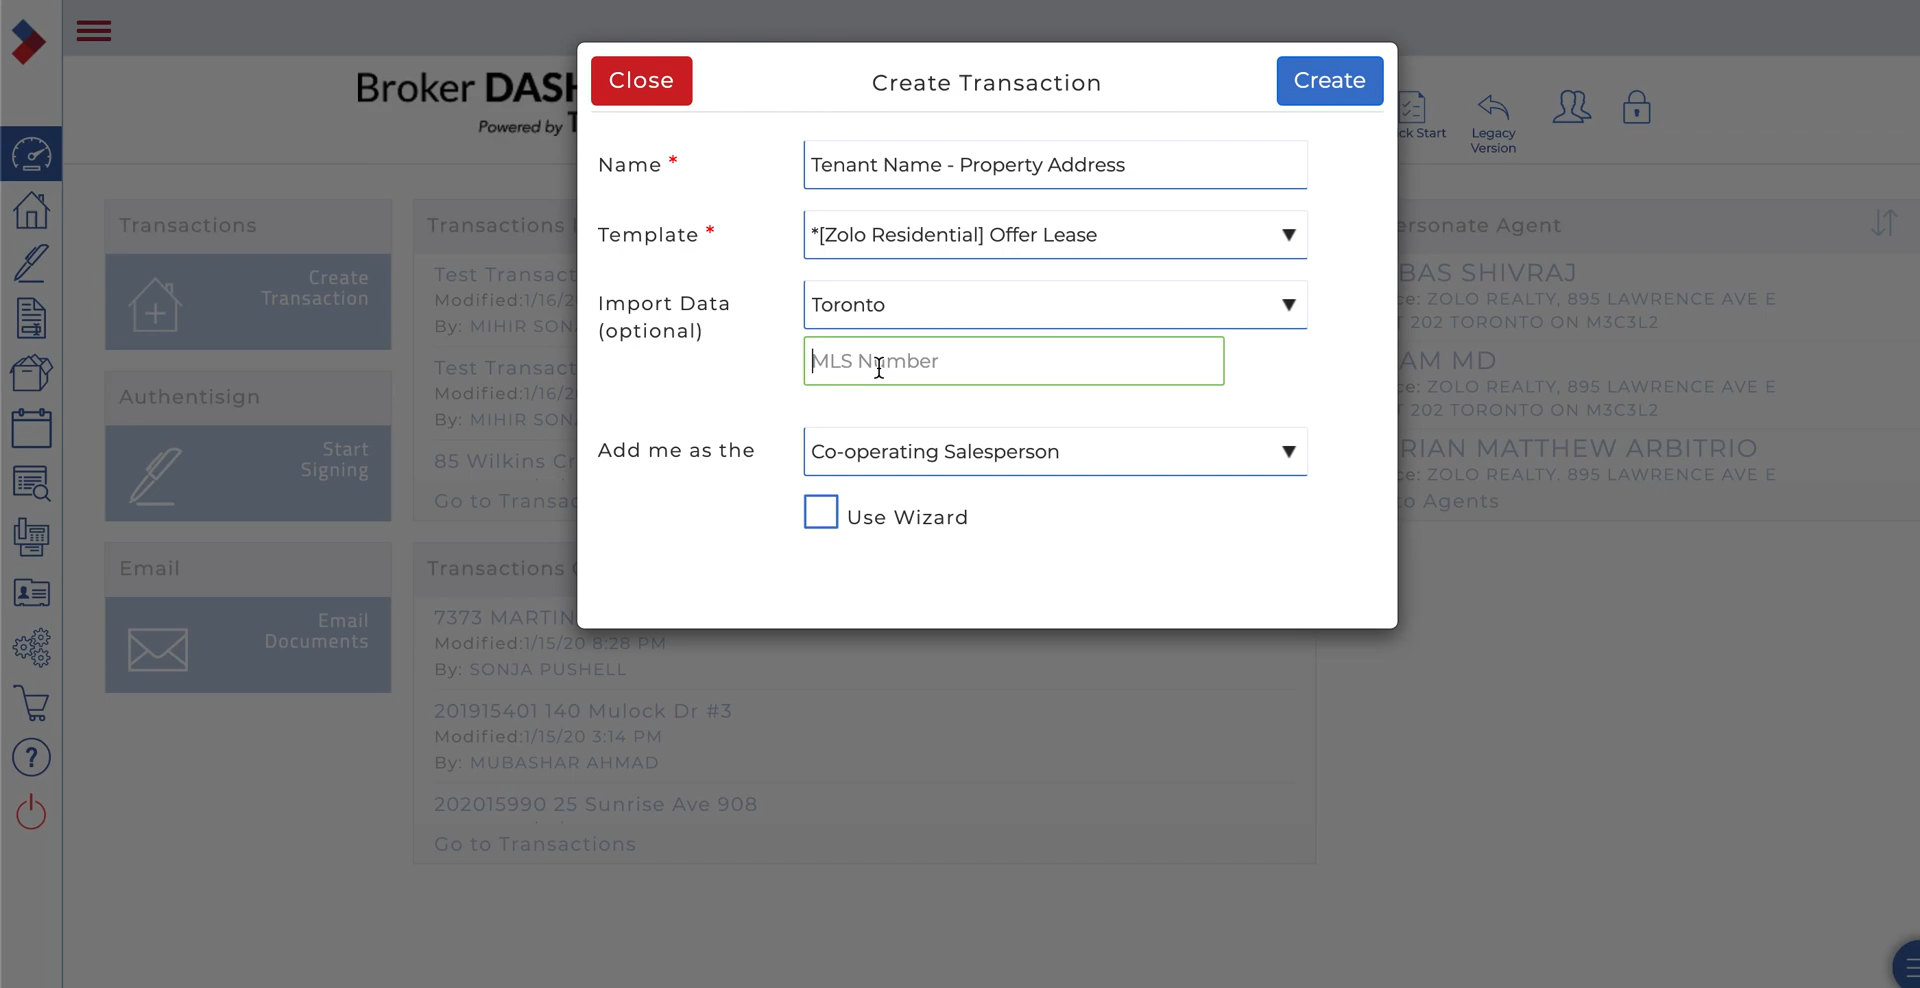 Broker DASH
Powered by T
ck Start
Legacy
Version
Close
Create Transaction
Create
Name *
Tenant Name - Property Address
Template *
*[Zolo Residential] Offer Lease
▼
Import Data
(optional)
Toronto
▼
MLS Number
Add me as the
Co-operating Salesperson
▼
Use Wizard
Transactions
Create
Transaction
Authentisign
Start
Signing
Email
Email
Documents
Transactions
Test Transact
Modified:1/16/2
By: MIHIR SON
Test Transact
Modified:1/16/2
By: MIHIR SON
85 Wilkins Cr
Go to Transac
Transactions
7373 MARTIN
Modified:1/15/20 8:28 PM
By: SONJA PUSHELL
201915401 140 Mulock Dr #3
Modified:1/15/20 3:14 PM
By: MUBASHAR AHMAD
202015990 25 Sunrise Ave 908
Go to Transactions
ersonate Agent
BAS SHIVRAJ
ce: ZOLO REALTY, 895 LAWRENCE AVE E
T 202 TORONTO ON M3C3L2
AM MD
ce: ZOLO REALTY, 895 LAWRENCE AVE E
T 202 TORONTO ON M3C3L2
RIAN MATTHEW ARBITRIO
ce: ZOLO REALTY, 895 LAWRENCE AVE E
to Agents
?